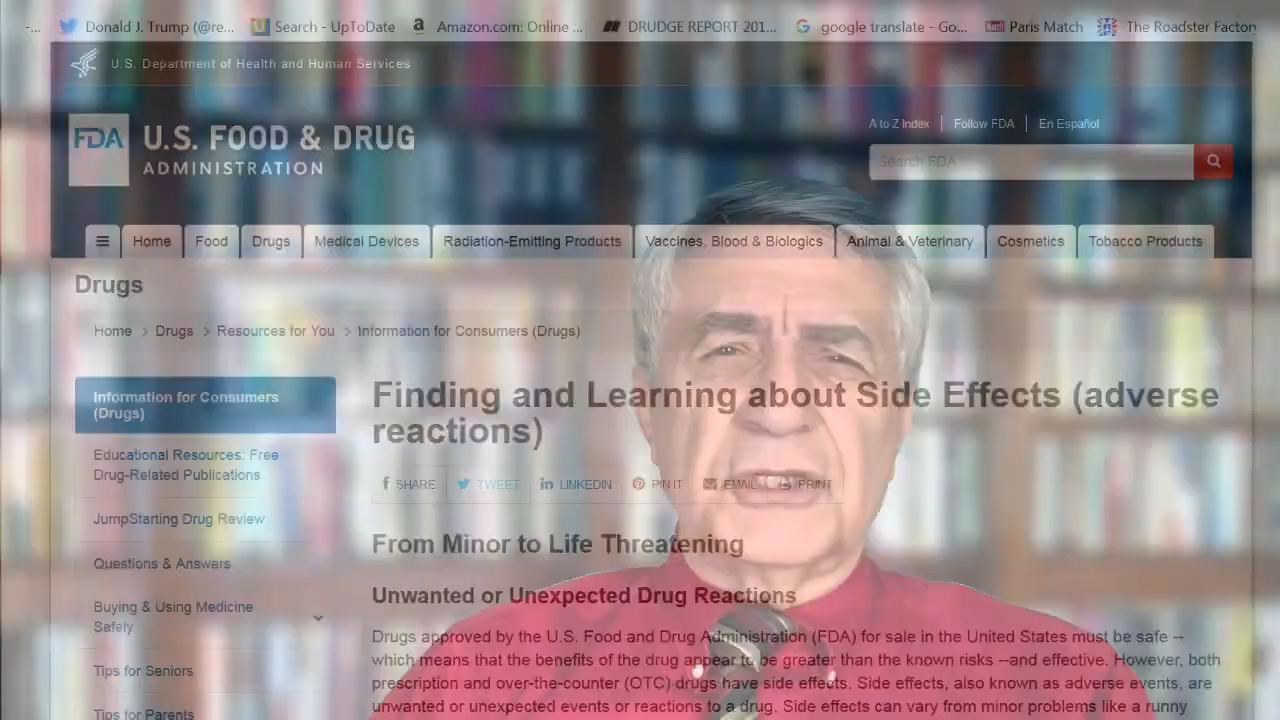 -...
Donald J. Trump (@re...
Search - UpToDate
Amazon.com: Online ...
DRUDGE REPORT 201...
google translate - Go...
Paris Match
The Roadster Factory
U.S. Department of Health and Human Services
FDA
U.S. FOOD & DRUG
ADMINISTRATION
A to Z Index
Follow FDA
En Español
Search FDA
Home
Food
Drugs
Medical Devices
Radiation-Emitting Products
Vaccines, Blood & Biologics
Animal & Veterinary
Cosmetics
Tobacco Products
Drugs
Home > Drugs > Resources for You > Information for Consumers (Drugs)
Information for Consumers
(Drugs)
Educational Resources: Free
Drug-Related Publications
JumpStarting Drug Review
Questions & Answers
Buying & Using Medicine
Safely
Tips for Seniors
Tips for Parents
Finding and Learning about Side Effects (adverse
reactions)
SHARE
TWEET
LINKEDIN
PIN IT
EMAIL
PRINT
From Minor to Life Threatening
Unwanted or Unexpected Drug Reactions
Drugs approved by the U.S. Food and Drug Administration (FDA) for sale in the United States must be safe --
which means that the benefits of the drug appear to be greater than the known risks --and effective. However, both
prescription and over-the-counter (OTC) drugs have side effects. Side effects, also known as adverse events, are
unwanted or unexpected events or reactions to a drug. Side effects can vary from minor problems like a runny